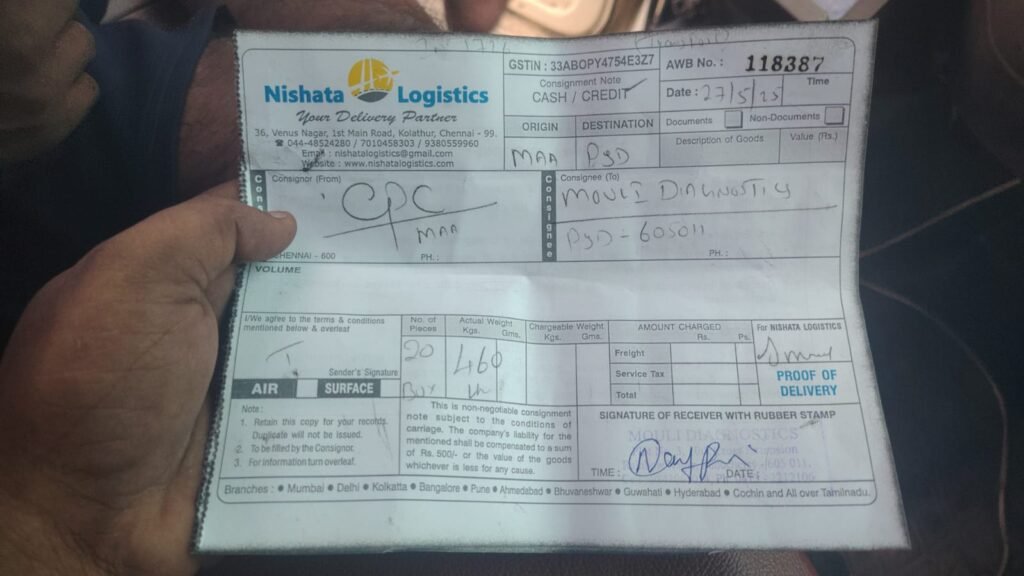 Nishata Logistics
Your Delivery Partner
36, Venus Nagar, 1st Main Road, Kolathur, Chennai - 99.
☎ 044-48524280 / 7010458303 / 9380559960
Email : nishatalogistics@gmail.com
Website : www.nishatalogistics.com
GSTIN : 33ABOPY4754E3Z7
Consignment Note
CASH / CREDIT
AWB No. : 118387
Date : 27/5/25
Time
ORIGIN
DESTINATION
MAA
PYD
Documents
Non-Documents
Description of Goods
Value (Rs.)
Consignor
Consignor (From)
CPC
MAA
CHENNAI - 600
PH. :
Consignee
Consignee (To)
MOULI DIAGNOSTICS
PYD - 605011
PH. :
VOLUME
I/We agree to the terms & conditions
mentioned below & overleaf
Sender's Signature
AIR
SURFACE
No. of
Pieces
20
Box
Actual Weight
Kgs. Gms.
460
Chargeable Weight
Kgs. Gms.
AMOUNT CHARGED
Rs. Ps.
Freight
Service Tax
Total
For NISHATA LOGISTICS
PROOF OF
DELIVERY
Note :
1. Retain this copy for your records.
Duplicate will not be issued.
2. To be filled by the Consignor.
3. For information turn overleaf.
This is non-negotiable consignment
note subject to the conditions of
carriage. The company's liability for the
mentioned shall be compensated to a sum
of Rs. 500/- or the value of the goods
whichever is less for any cause.
SIGNATURE OF RECEIVER WITH RUBBER STAMP
MOULI DIAGNOSTICS
605 011.
TIME :
DATE :
Branches : ● Mumbai ● Delhi ● Kolkatta ● Bangalore ● Pune ● Ahmedabad ● Bhuvaneshwar ● Guwahati ● Hyderabad ● Cochin and All over Tamilnadu.